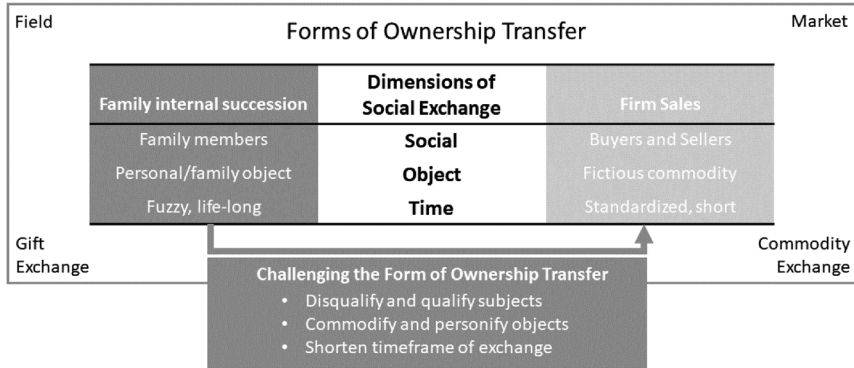 Field
Forms of Ownership Transfer
Market
Family internal succession
Dimensions of
Social Exchange
Firm Sales
Family members
Social
Buyers and Sellers
Personal/family object
Object
Fictious commodity
Fuzzy, life-long
Time
Standardized, short
Gift
Exchange
Commodity
Exchange
Challenging the Form of Ownership Transfer
• Disqualify and qualify subjects
• Commodify and personify objects
• Shorten timeframe of exchange